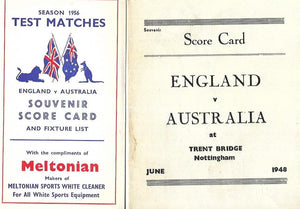 SEASON 1956
TEST MATCHES
ENGLAND v AUSTRALIA
SOUVENIR
SCORE CARD
AND FIXTURE LIST
With the compliments of
Meltonian
Makers of
MELTONIAN SPORTS WHITE CLEANER
For All White Sports Equipment
Souvenir
Score Card
ENGLAND
v
AUSTRALIA
at
TRENT BRIDGE
Nottingham
JUNE 1948